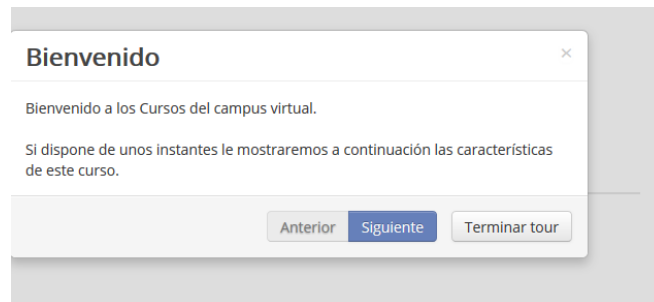 Bienvenido ×
Bienvenido a los Cursos del campus virtual.
Si dispone de unos instantes le mostraremos a continuación las características
de este curso.
Anterior Siguiente Terminar tour